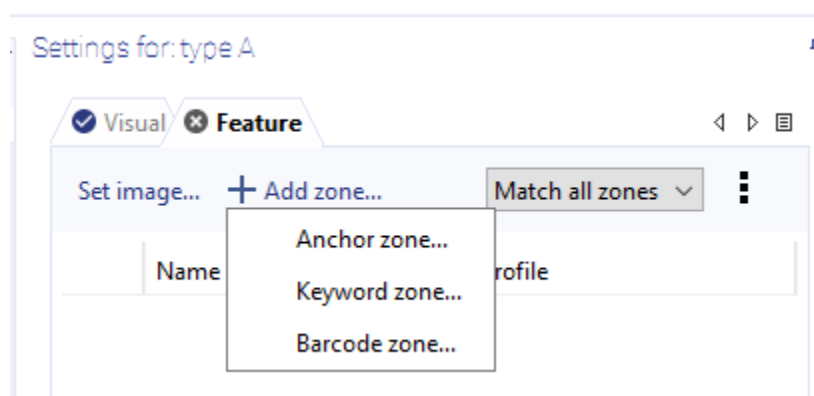 Settings for: type A
Visual Feature
Set image... Add zone... Match all zones
Anchor zone...
Name rofile
Keyword zone...
Barcode zone...